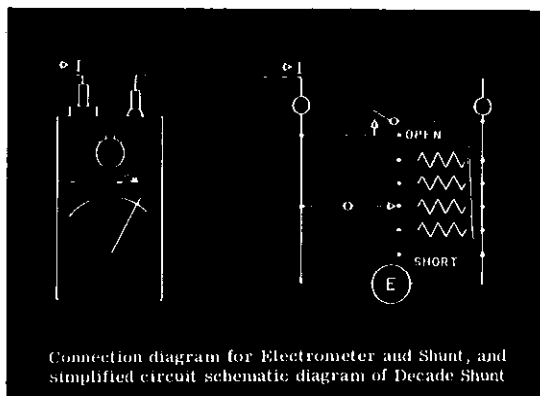 I
I
OPEN
SHORT
E
Connection diagram for Electrometer and Shunt, and
simplified circuit schematic diagram of Decade Shunt